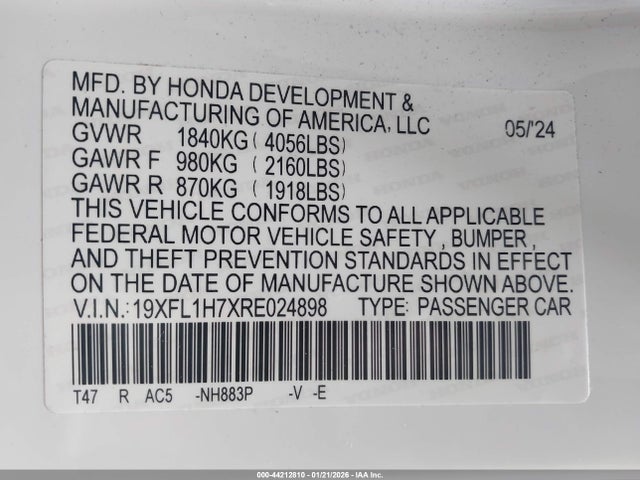 MFD. BY HONDA DEVELOPMENT &
MANUFACTURING OF AMERICA, LLC 05/'24
GVWR 1840KG ( 4056LBS)
GAWR F 980KG ( 2160LBS)
GAWR R 870KG ( 1918LBS)
THIS VEHICLE CONFORMS TO ALL APPLICABLE
FEDERAL MOTOR VEHICLE SAFETY , BUMPER ,
AND THEFT PREVENTION STANDARDS IN EFFECT
ON THE DATE OF MANUFACTURE SHOWN ABOVE.
V.I.N.: 19XFL1H7XRE024898 TYPE: PASSENGER CAR
T47 R AC5 -NH883P -V -E
000-44212810 - 01/21/2026 - IAA Inc.